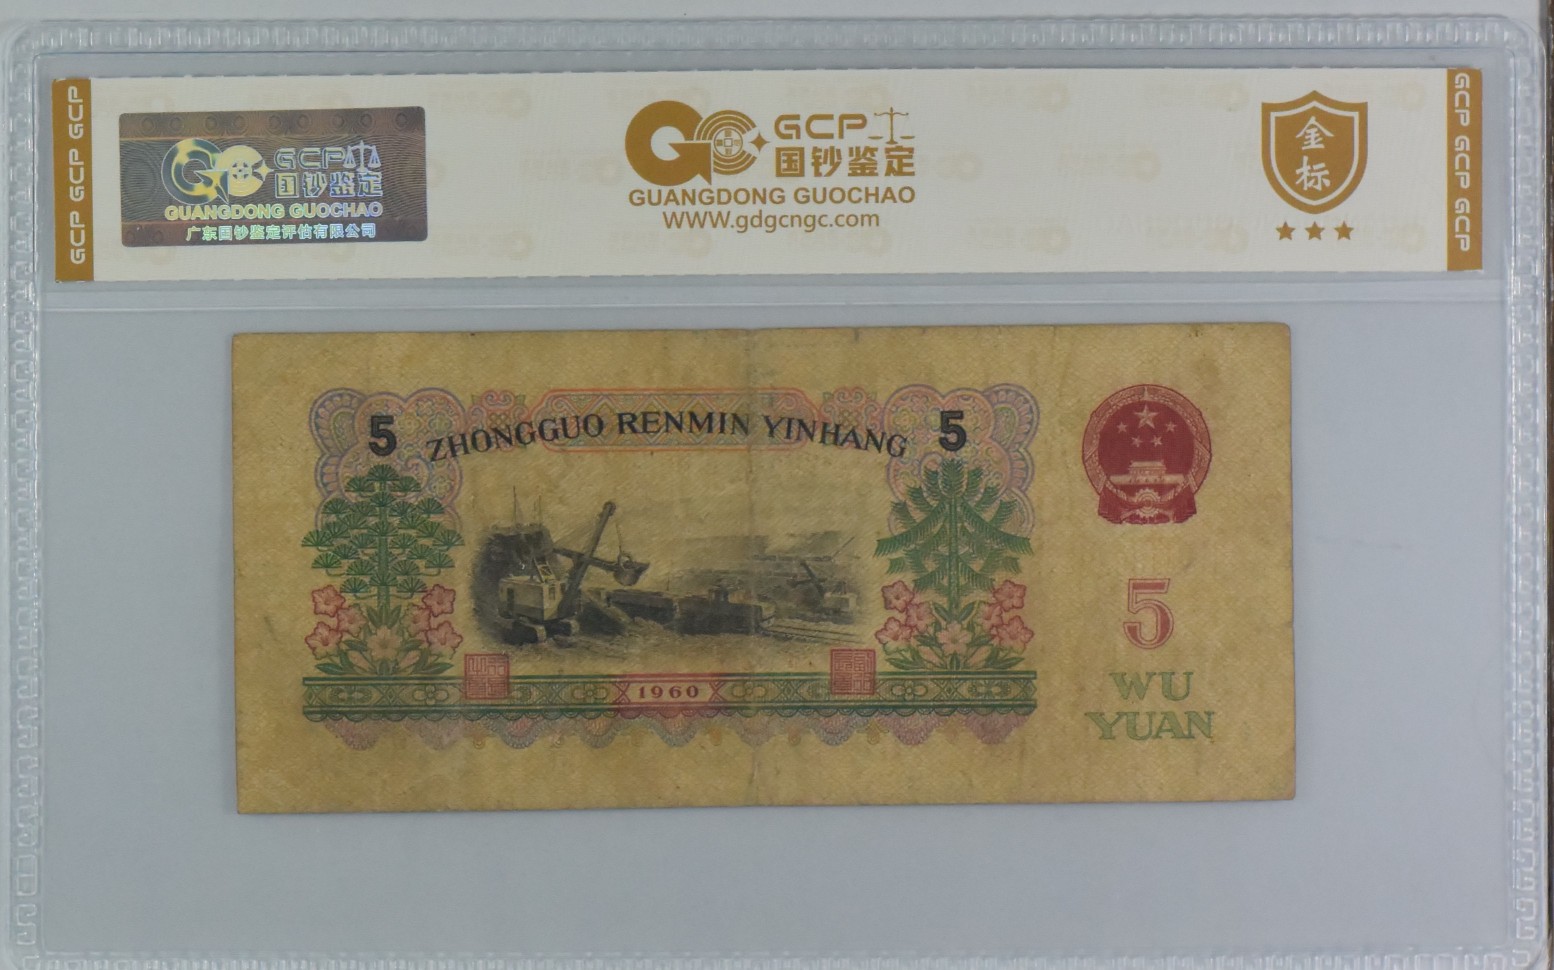 GCP GCP GCP
GCP
国钞鉴定
GUANGDONG GUOCHAO
广东国钞鉴定评估有限公司
GCP
国钞鉴定
GUANGDONG GUOCHAO
WWW.gdgcngc.com
金标
GCP GCP GCP
5 ZHONGGUO RENMIN YINHANG 5
1960
5
WU
YUAN